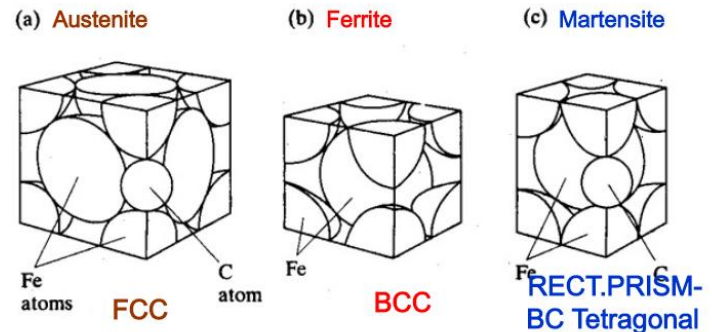 (a) Austenite
(b) Ferrite
(c) Martensite
Fe
atoms
C
atom
FCC
Fe
BCC
Fe
C
RECT.PRISM-
BC Tetragonal